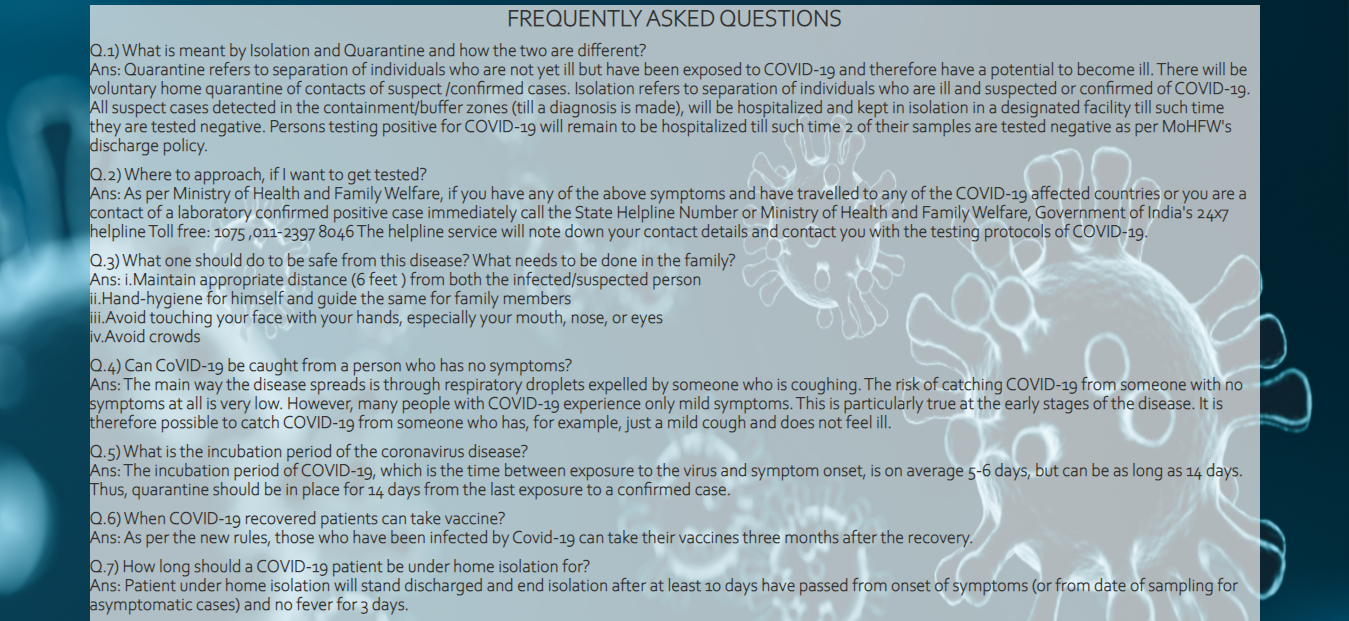 FREQUENTLY ASKED QUESTIONS
Q.1) What is meant by Isolation and Quarantine and how the two are different?
Ans: Quarantine refers to separation of individuals who are not yet ill but have been exposed to COVID-19 and therefore have a potential to become ill. There will be
voluntary home quarantine of contacts of suspect /confirmed cases. Isolation refers to separation of individuals who are ill and suspected or confirmed of COVID-19.
All suspect cases detected in the containment/buffer zones (till a diagnosis is made), will be hospitalized and kept in isolation in a designated facility till such time
they are tested negative. Persons testing positive for COVID-19 will remain to be hospitalized till such time 2 of their samples are tested negative as per MoHFW's
discharge policy.
Q.2) Where to approach, if I want to get tested?
Ans: As per Ministry of Health and Family Welfare, if you have any of the above symptoms and have travelled to any of the COVID-19 affected countries or you are a
contact of a laboratory confirmed positive case immediately call the State Helpline Number or Ministry of Health and Family Welfare, Government of India's 24x7
helpline Toll free: 1075 ,011-2397 8046 The helpline service will note down your contact details and contact you with the testing protocols of COVID-19.
Q.3) What one should do to be safe from this disease? What needs to be done in the family?
Ans: i.Maintain appropriate distance (6 feet ) from both the infected/suspected person
ii.Hand-hygiene for himself and guide the same for family members
iii.Avoid touching your face with your hands, especially your mouth, nose, or eyes
iv.Avoid crowds
Q.4) Can CoVID-19 be caught from a person who has no symptoms?
Ans: The main way the disease spreads is through respiratory droplets expelled by someone who is coughing. The risk of catching COVID-19 from someone with no
symptoms at all is very low. However, many people with COVID-19 experience only mild symptoms. This is particularly true at the early stages of the disease. It is
therefore possible to catch COVID-19 from someone who has, for example, just a mild cough and does not feel ill.
Q.5) What is the incubation period of the coronavirus disease?
Ans: The incubation period of COVID-19, which is the time between exposure to the virus and symptom onset, is on average 5-6 days, but can be as long as 14 days.
Thus, quarantine should be in place for 14 days from the last exposure to a confirmed case.
Q.6) When COVID-19 recovered patients can take vaccine?
Ans: As per the new rules, those who have been infected by Covid-19 can take their vaccines three months after the recovery.
Q.7) How long should a COVID-19 patient be under home isolation for?
Ans: Patient under home isolation will stand discharged and end isolation after at least 10 days have passed from onset of symptoms (or from date of sampling for
asymptomatic cases) and no fever for 3 days.